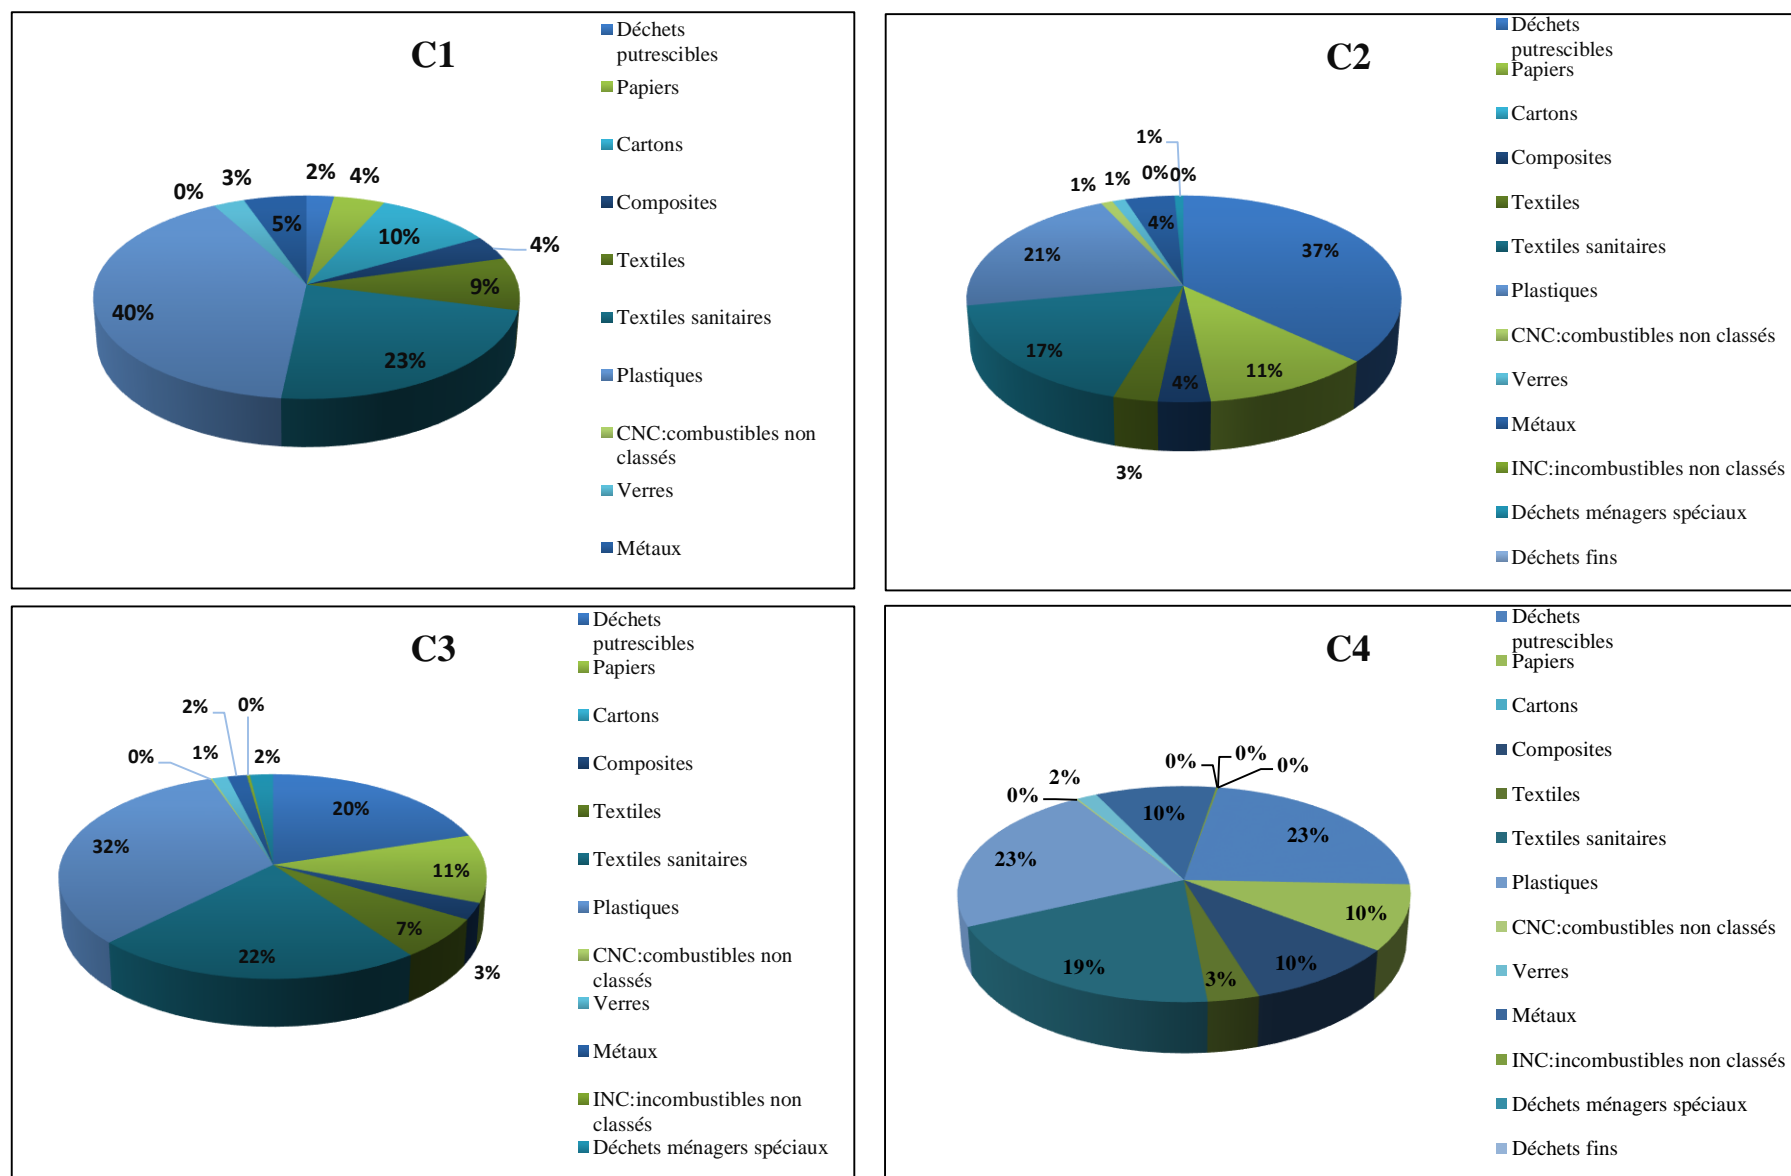 C1
0%
3%
2%
4%
5%
10%
4%
9%
40%
23%
Déchets
putrescibles
Papiers
Cartons
Composites
Textiles
Textiles sanitaires
Plastiques
CNC:combustibles non
classés
Verres
Métaux
C2
1%
1%
1%
0%
0%
4%
37%
21%
17%
11%
4%
3%
Déchets
putrescibles
Papiers
Cartons
Composites
Textiles
Textiles sanitaires
Plastiques
CNC:combustibles non classés
Verres
Métaux
INC:incombustibles non classés
Déchets ménagers spéciaux
Déchets fins
C3
2%
0%
0%
1%
2%
20%
32%
11%
7%
22%
3%
Déchets
putrescibles
Papiers
Cartons
Composites
Textiles
Textiles sanitaires
Plastiques
CNC:combustibles non
classés
Verres
Métaux
INC:incombustibles non
classés
Déchets ménagers spéciaux
C4
0%
0%
0%
2%
0%
10%
23%
23%
10%
19%
3%
10%
Déchets
putrescibles
Papiers
Cartons
Composites
Textiles
Textiles sanitaires
Plastiques
CNC:combustibles non classés
Verres
Métaux
INC:incombustibles non classés
Déchets ménagers spéciaux
Déchets fins